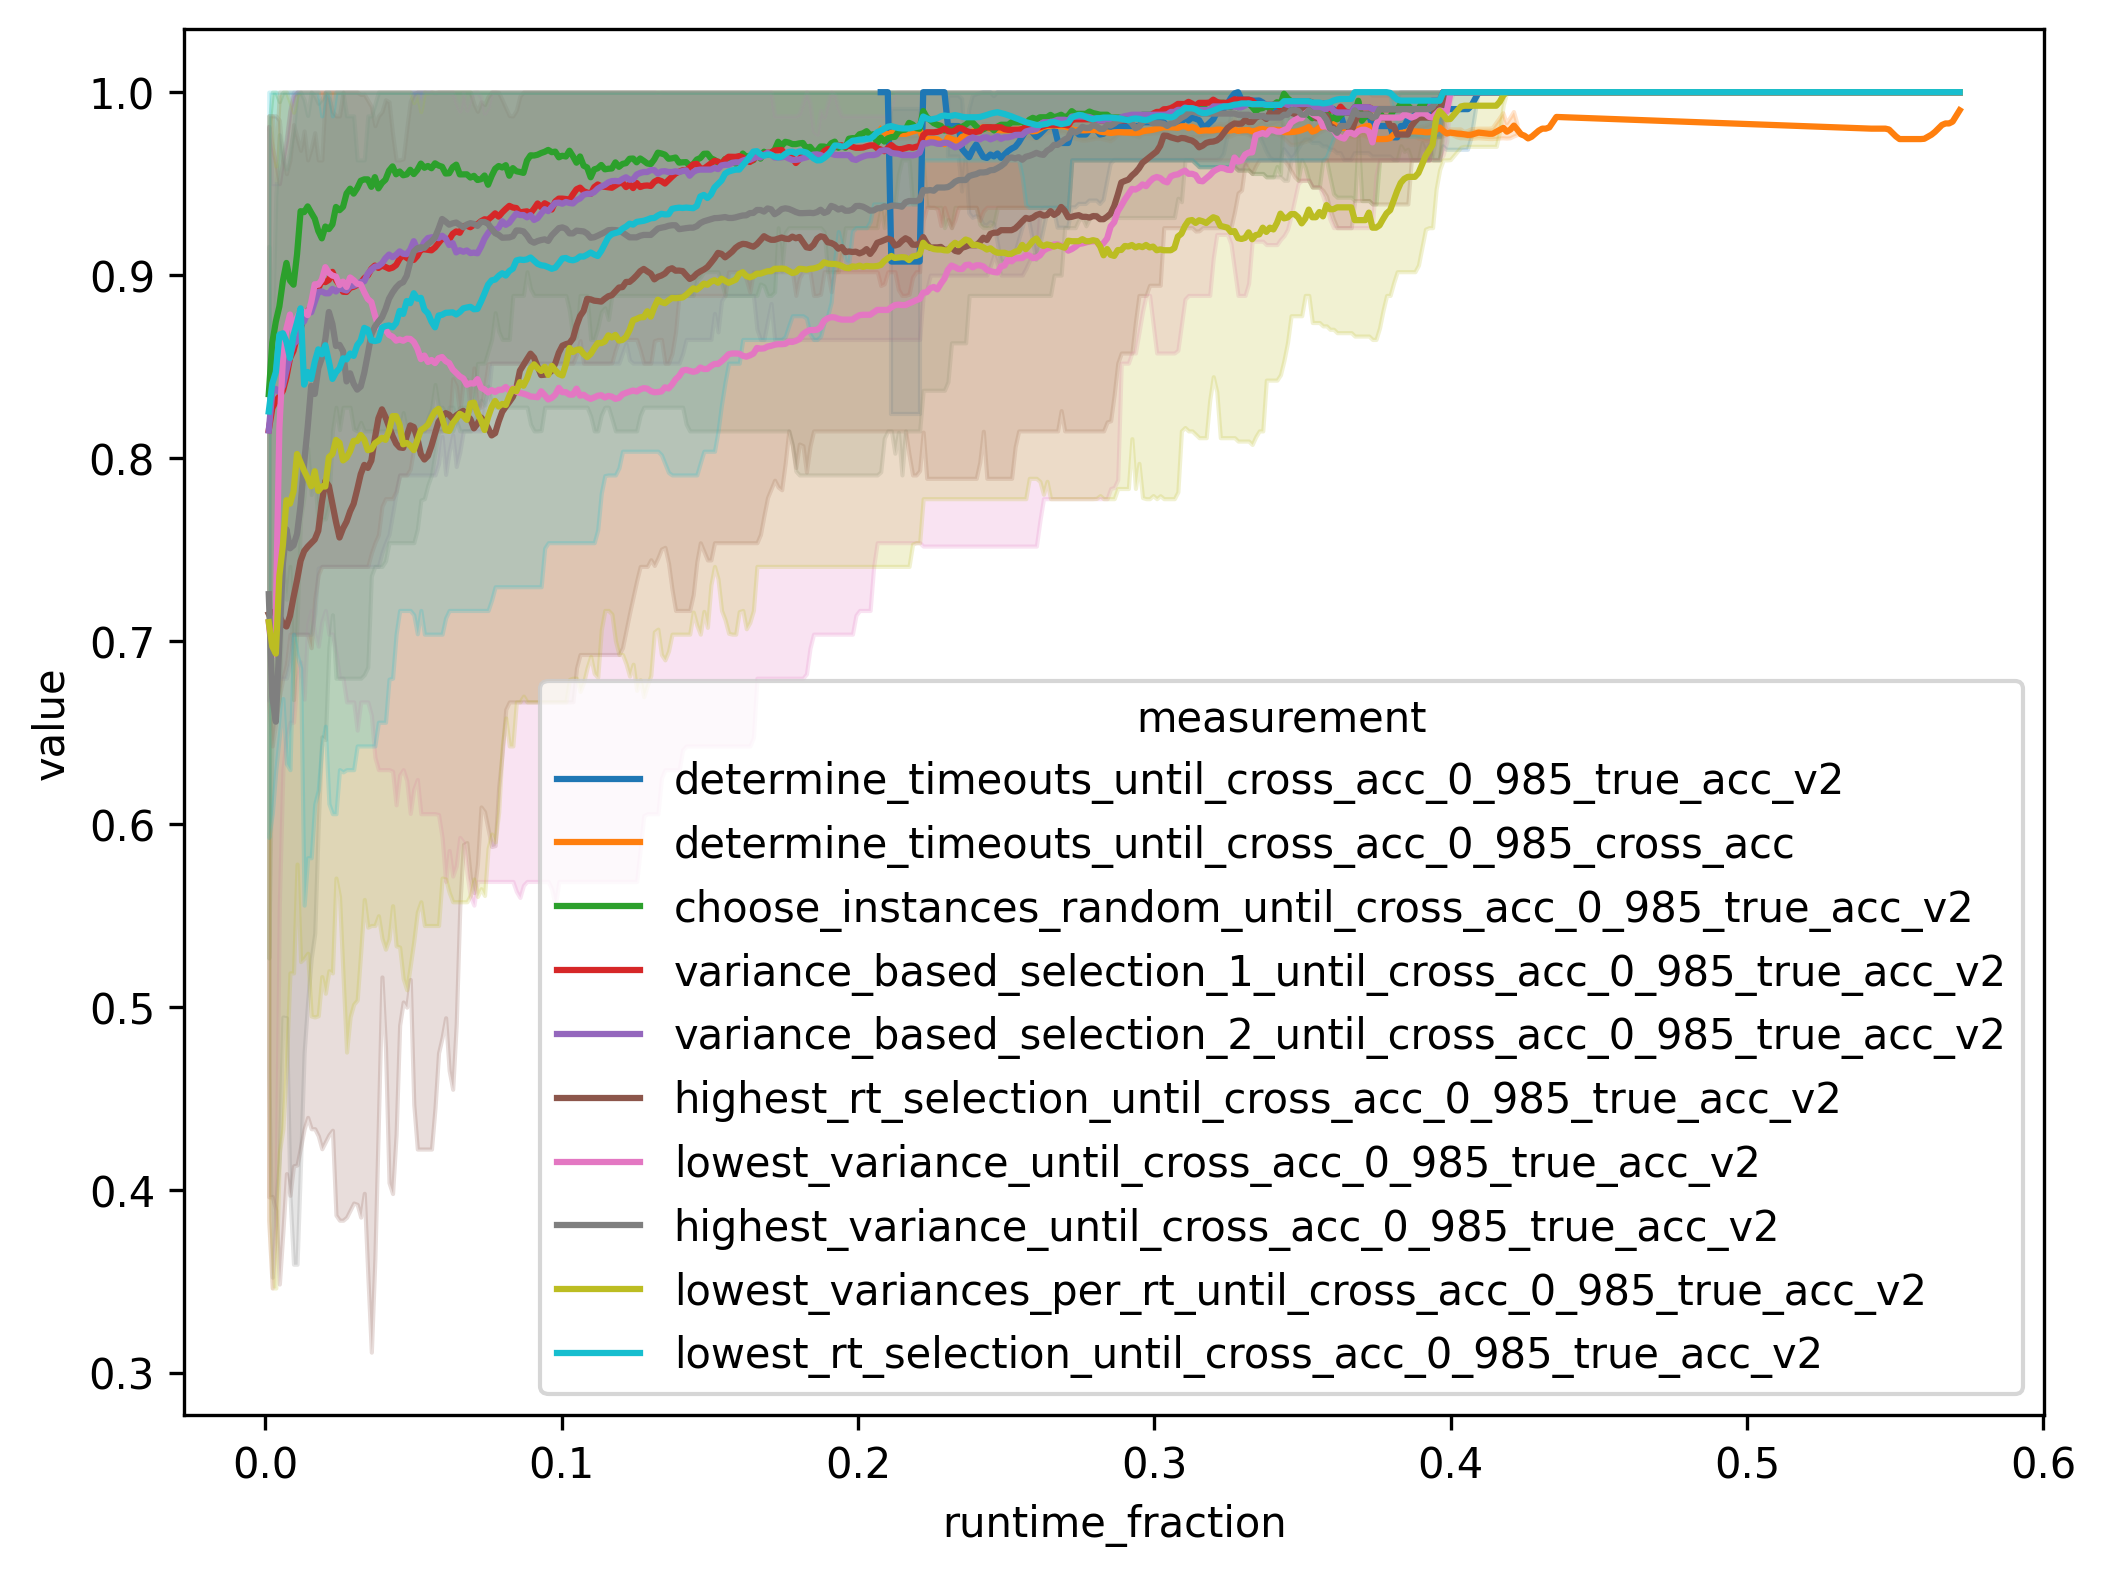 1.0
0.9
0.8
0.7
0.6
0.5
0.4
0.3
value
measurement
determine_timeouts_until_cross_acc_0_985_true_acc_v2
determine_timeouts_until_cross_acc_0_985_cross_acc
choose_instances_random_until_cross_acc_0_985_true_acc_v2
variance_based_selection_1_until_cross_acc_0_985_true_acc_v2
variance_based_selection_2_until_cross_acc_0_985_true_acc_v2
highest_rt_selection_until_cross_acc_0_985_true_acc_v2
lowest_variance_until_cross_acc_0_985_true_acc_v2
highest_variance_until_cross_acc_0_985_true_acc_v2
lowest_variances_per_rt_until_cross_acc_0_985_true_acc_v2
lowest_rt_selection_until_cross_acc_0_985_true_acc_v2
0.0 0.1 0.2 0.3 0.4 0.5 0.6
runtime_fraction